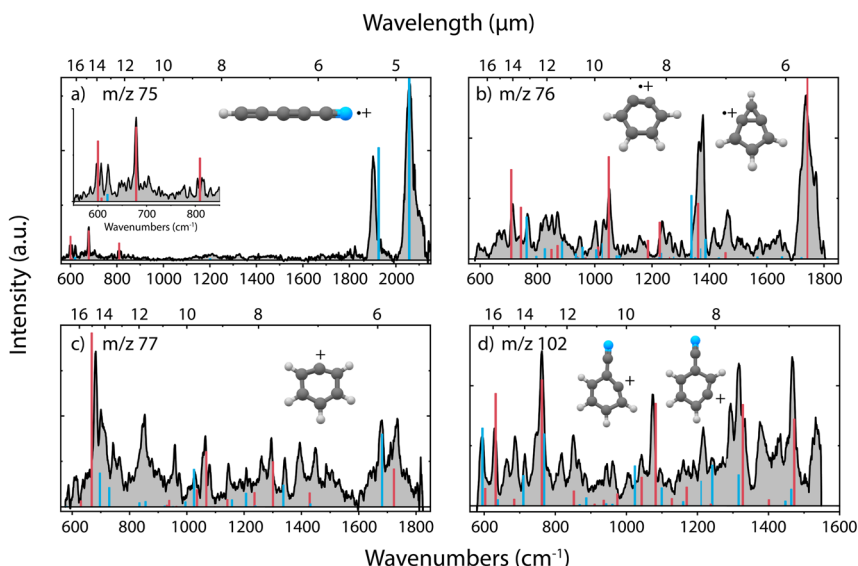 Wavelength (μm)
16 14 12 10 8 6 5
a) m/z 75
•+
600 700 800
Wavenumbers (cm-1)
600 800 1000 1200 1400 1600 1800 2000
16 14 12 10 8 6
b) m/z 76
•+
•+
600 800 1000 1200 1400 1600 1800
Intensity (a.u.)
16 14 12 10 8 6
c) m/z 77
+
600 800 1000 1200 1400 1600 1800
16 14 12 10 8
d) m/z 102
+
+
600 800 1000 1200 1400 1600
Wavenumbers (cm-1)